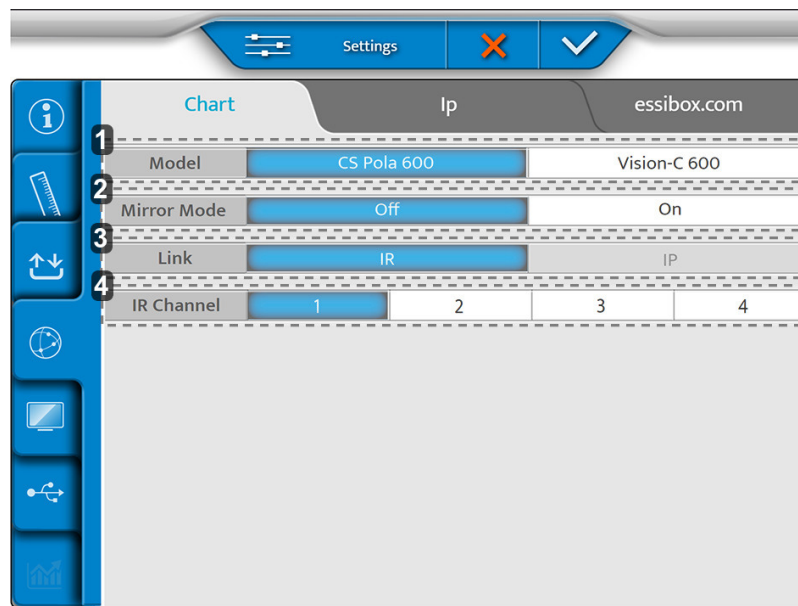 Settings
Chart Ip essibox.com
1
Model CS Pola 600 Vision-C 600
2
Mirror Mode Off On
3
Link IR IP
4
IR Channel 1 2 3 4